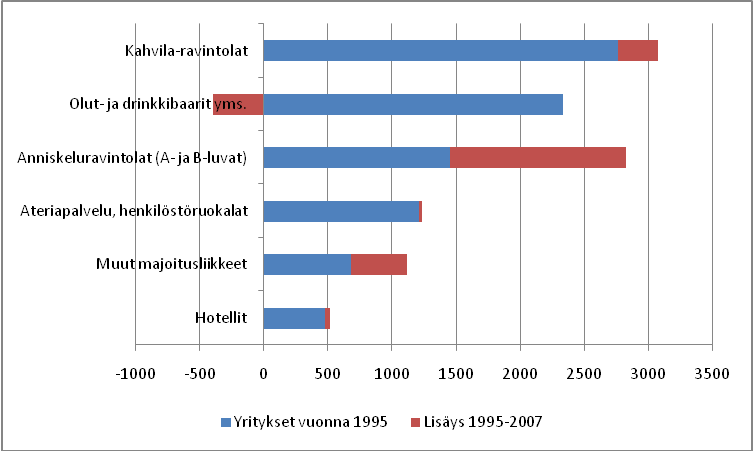 Kahvila-ravintolat
Olut- ja drinkkibaarit yms.
Anniskeluravintolat (A- ja B-luvat)
Ateriapalvelu, henkilöstöruokalat
Muut majoitusliikkeet
Hotellit
-1000 -500 0 500 1000 1500 2000 2500 3000 3500
Yritykset vuonna 1995 Lisäys 1995-2007